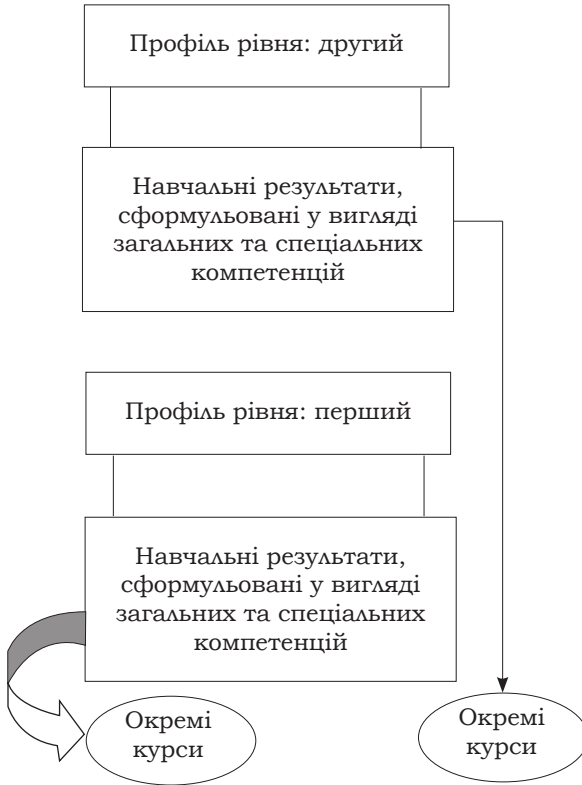 Профіль рівня: другий
Навчальні результати,
сформульовані у вигляді
загальних та спеціальних
компетенцій
Профіль рівня: перший
Навчальні результати,
сформульовані у вигляді
загальних та спеціальних
компетенцій
Окремі
курси
Окремі
курси